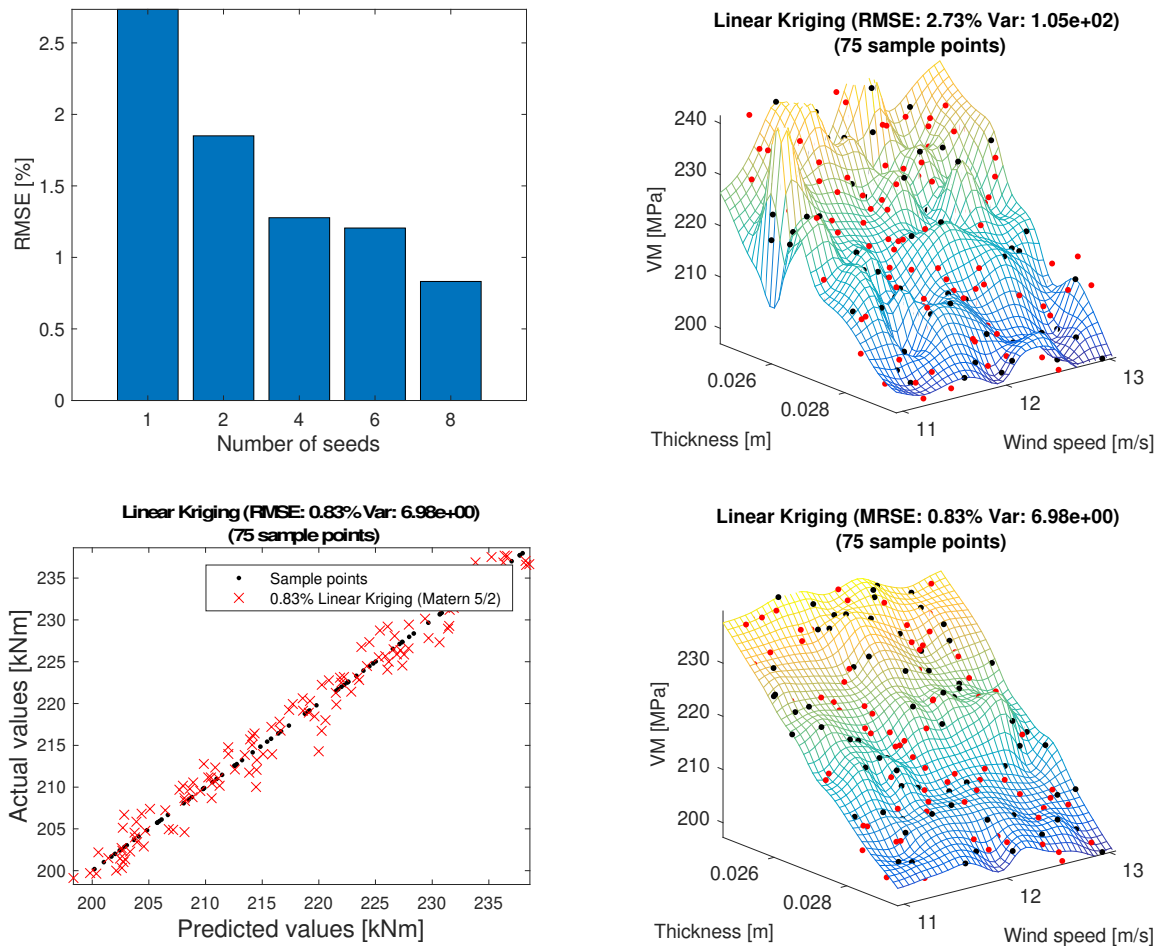 2.5
2
1.5
1
0.5
0
RMSE [%]
1
2
4
6
8
Number of seeds
Linear Kriging (RMSE: 2.73% Var: 1.05e+02)
(75 sample points)
240
230
220
210
200
VM [MPa]
0.026
0.028
11
12
13
Thickness [m]
Wind speed [m/s]
Linear Kriging (RMSE: 0.83% Var: 6.98e+00)
(75 sample points)
Sample points
0.83% Linear Kriging (Matern 5/2)
235
230
225
220
215
210
205
200
Actual values [kNm]
200
205
210
215
220
225
230
235
Predicted values [kNm]
Linear Kriging (MRSE: 0.83% Var: 6.98e+00)
(75 sample points)
230
220
210
200
VM [MPa]
0.026
0.028
11
12
13
Thickness [m]
Wind speed [m/s]